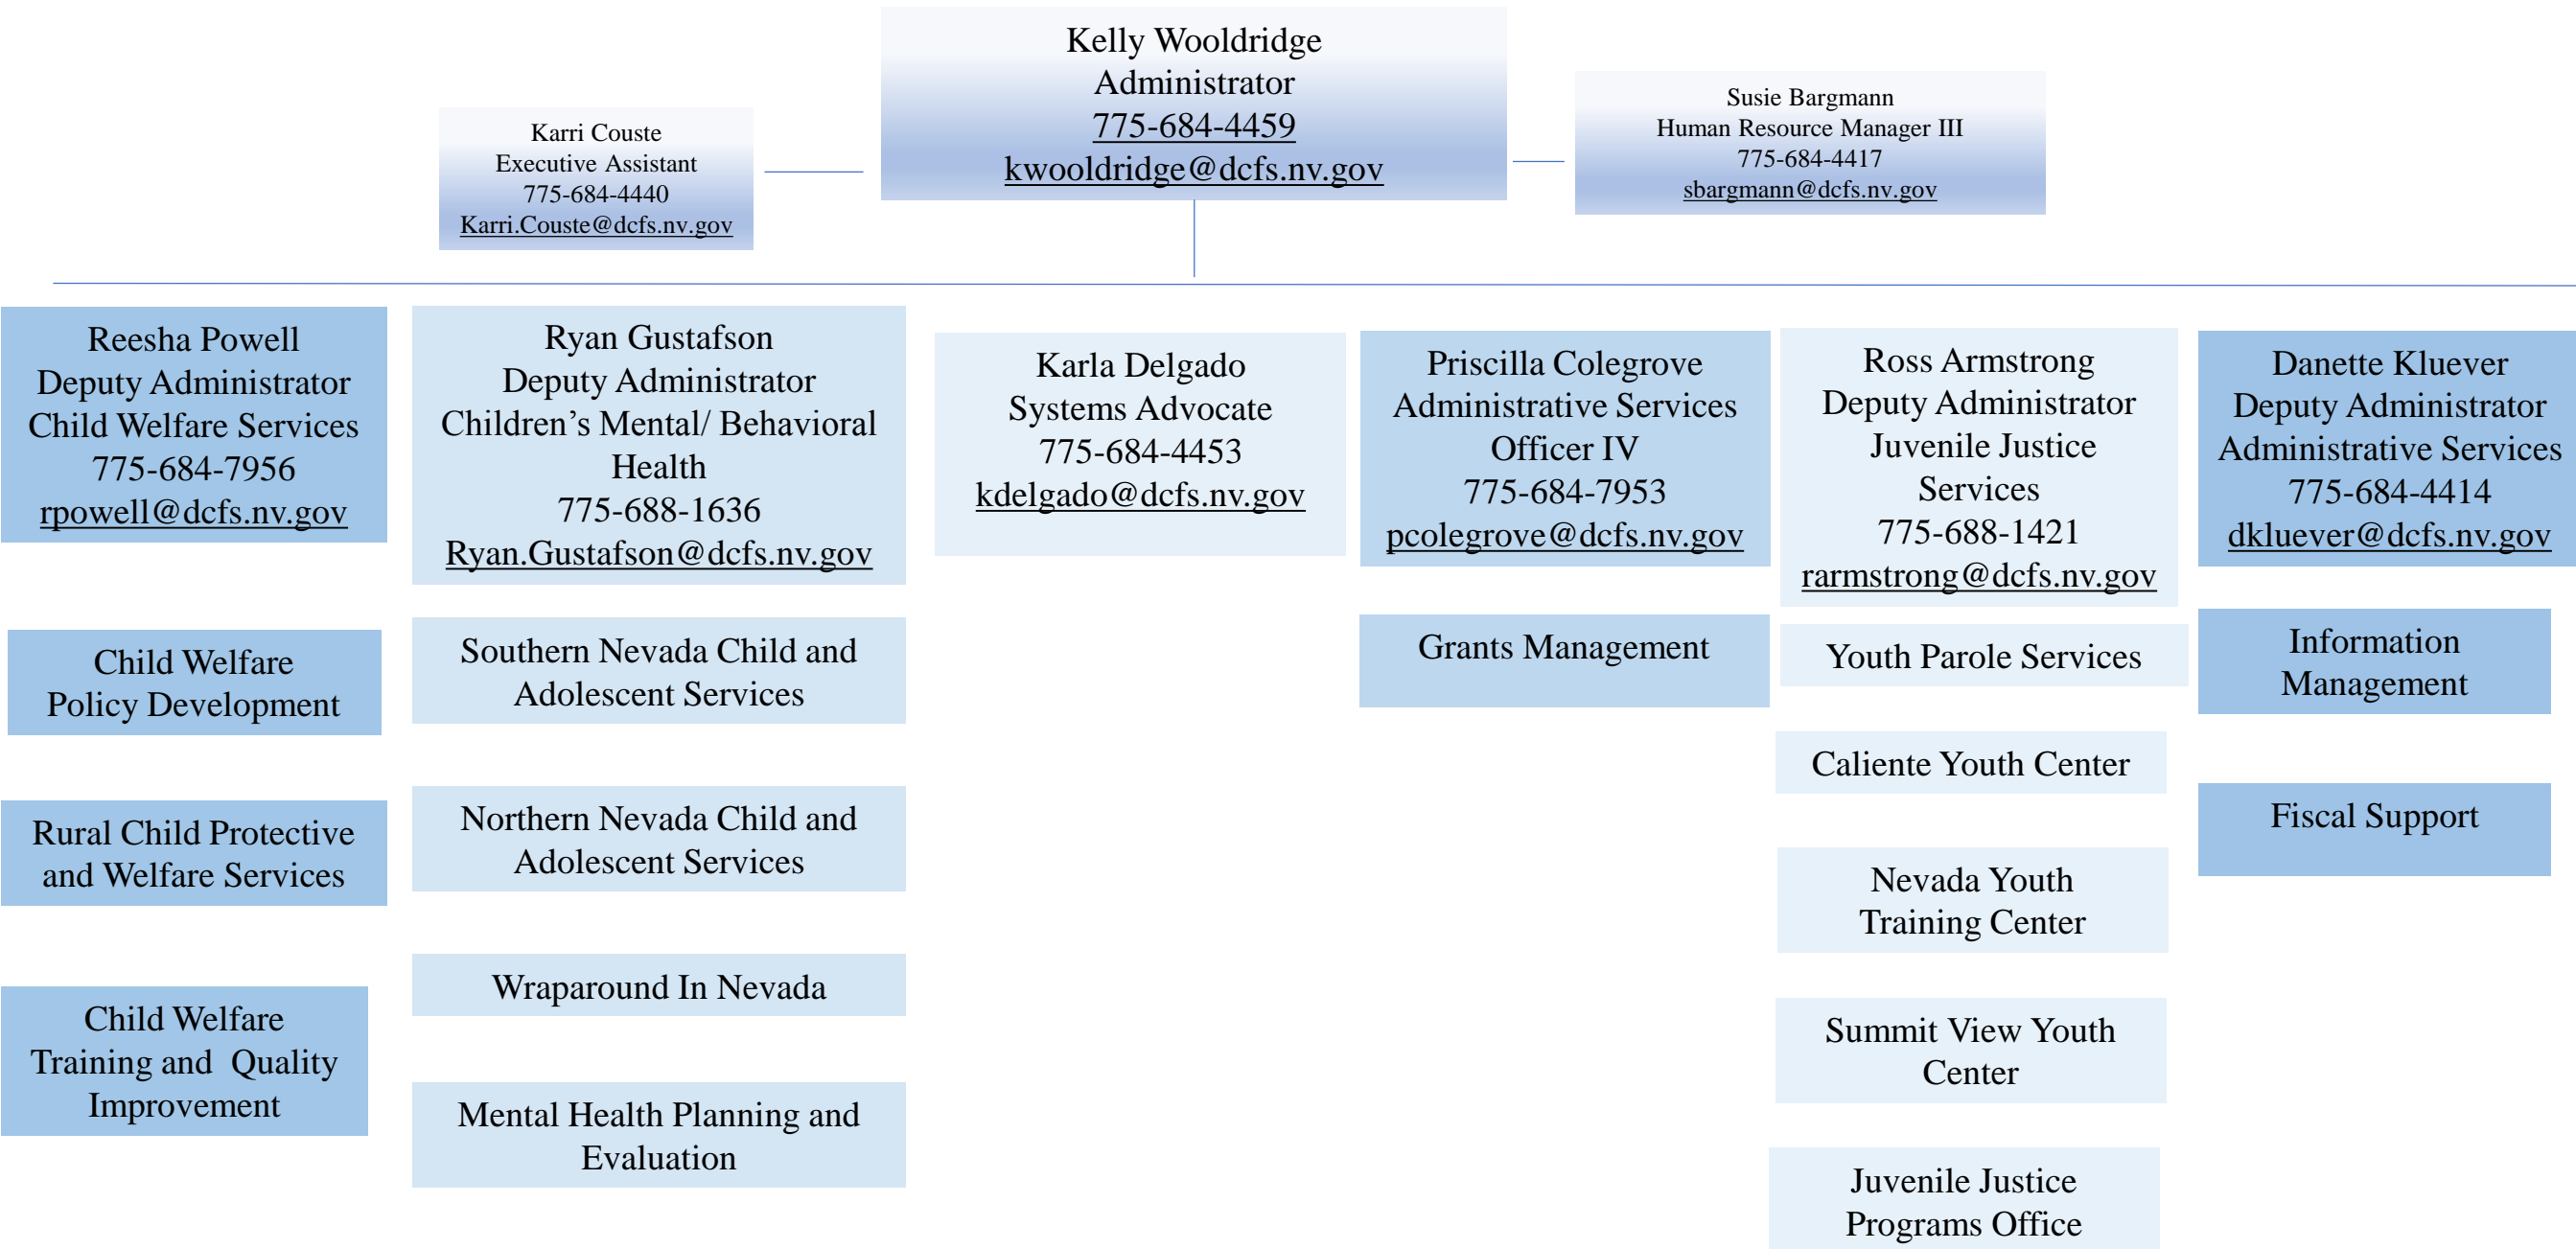 Kelly Wooldridge
Administrator
775-684-4459
kwooldridge@dcfs.nv.gov
Karri Couste
Executive Assistant
775-684-4440
Karri.Couste@dcfs.nv.gov
Susie Bargmann
Human Resource Manager III
775-684-4417
sbargmann@dcfs.nv.gov
Reesha Powell
Deputy Administrator
Child Welfare Services
775-684-7956
rpowell@dcfs.nv.gov
Child Welfare
Policy Development
Rural Child Protective
and Welfare Services
Child Welfare
Training and Quality
Improvement
Ryan Gustafson
Deputy Administrator
Children’s Mental/ Behavioral
Health
775-688-1636
Ryan.Gustafson@dcfs.nv.gov
Southern Nevada Child and
Adolescent Services
Northern Nevada Child and
Adolescent Services
Wraparound In Nevada
Mental Health Planning and
Evaluation
Karla Delgado
Systems Advocate
775-684-4453
kdelgado@dcfs.nv.gov
Priscilla Colegrove
Administrative Services
Officer IV
775-684-7953
pcolegrove@dcfs.nv.gov
Grants Management
Ross Armstrong
Deputy Administrator
Juvenile Justice
Services
775-688-1421
rarmstrong@dcfs.nv.gov
Youth Parole Services
Caliente Youth Center
Nevada Youth
Training Center
Summit View Youth
Center
Juvenile Justice
Programs Office
Danette Kluever
Deputy Administrator
Administrative Services
775-684-4414
dkluever@dcfs.nv.gov
Information
Management
Fiscal Support